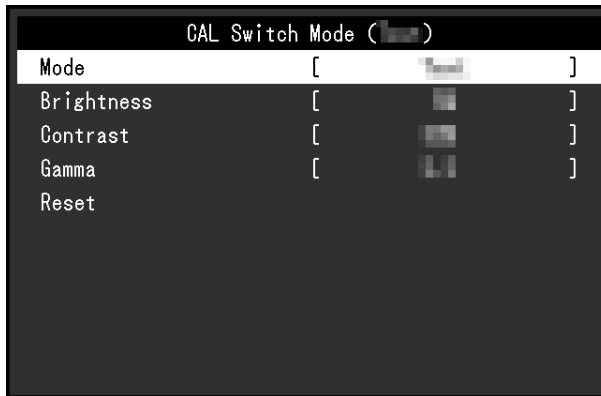 CAL Switch Mode ( )
Mode [ ]
Brightness [ ]
Contrast [ ]
Gamma [ ]
Reset